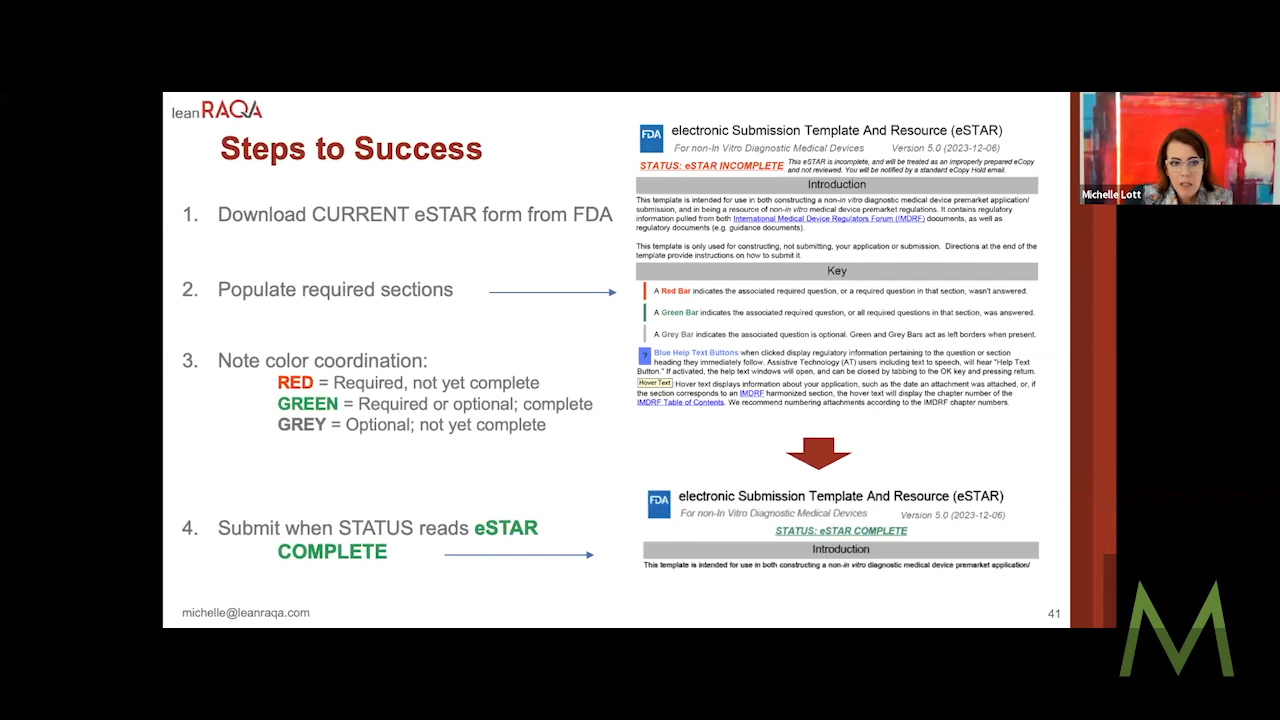 lean RAQA
Steps to Success
1. Download CURRENT eSTAR form from FDA
2. Populate required sections
3. Note color coordination:
RED = Required, not yet complete
GREEN = Required or optional; complete
GREY = Optional; not yet complete
4. Submit when STATUS reads eSTAR
COMPLETE
michelle@leanraqa.com
FDA
electronic Submission Template And Resource (eSTAR)
For non-In Vitro Diagnostic Medical Devices Version 5.0 (2023-12-06)
STATUS: eSTAR INCOMPLETE This eSTAR is incomplete, and will be treated as an improperly prepared eCopy
and not reviewed. You will be notified by a standard eCopy Hold email.
Introduction
This template is intended for use in both constructing a non-in vitro diagnostic medical device premarket application/
submission, and in being a resource of non-in vitro medical device premarket regulations. It contains regulatory
information pulled from both International Medical Device Regulators Forum (IMDRF) documents, as well as
regulatory documents (e.g. guidance documents).
This template is only used for constructing, not submitting, your application or submission. Directions at the end of the
template provide instructions on how to submit it.
Key
A Red Bar indicates the associated required question, or a required question in that section, wasn't answered.
A Green Bar indicates the associated required question, or all required questions in that section, was answered.
A Grey Bar indicates the associated question is optional. Green and Grey Bars act as left borders when present.
? Blue Help Text Buttons when clicked display regulatory information pertaining to the question or section
heading they immediately follow. Assistive Technology (AT) users including text to speech, will hear "Help Text
Button." If activated, the help text windows will open, and can be closed by tabbing to the OK key and pressing return.
Hover Text Hover text displays information about your application, such as the date an attachment was attached, or, if
the section corresponds to an IMDRF harmonized section, the hover text will display the chapter number of the
IMDRF Table of Contents. We recommend numbering attachments according to the IMDRF chapter numbers.
FDA
electronic Submission Template And Resource (eSTAR)
For non-In Vitro Diagnostic Medical Devices Version 5.0 (2023-12-06)
STATUS: eSTAR COMPLETE
Introduction
This template is intended for use in both constructing a non-in vitro diagnostic medical device premarket application/
41
Michelle Lott
M